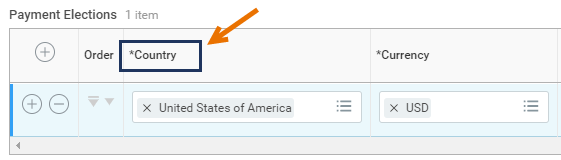 Payment Elections 1 item
Order *Country *Currency
× United States of America × USD